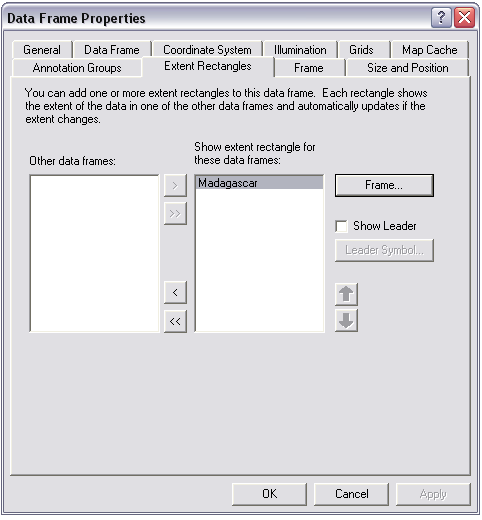 Data Frame Properties
General Data Frame Coordinate System Illumination Grids Map Cache
Annotation Groups Extent Rectangles Frame Size and Position
You can add one or more extent rectangles to this data frame. Each rectangle shows
the extent of the data in one of the other data frames and automatically updates if the
extent changes.
Other data frames:
Show extent rectangle for
these data frames:
>
>>
<
<<
Madagascar
Frame...
Show Leader
Leader Symbol...
OK Cancel Apply